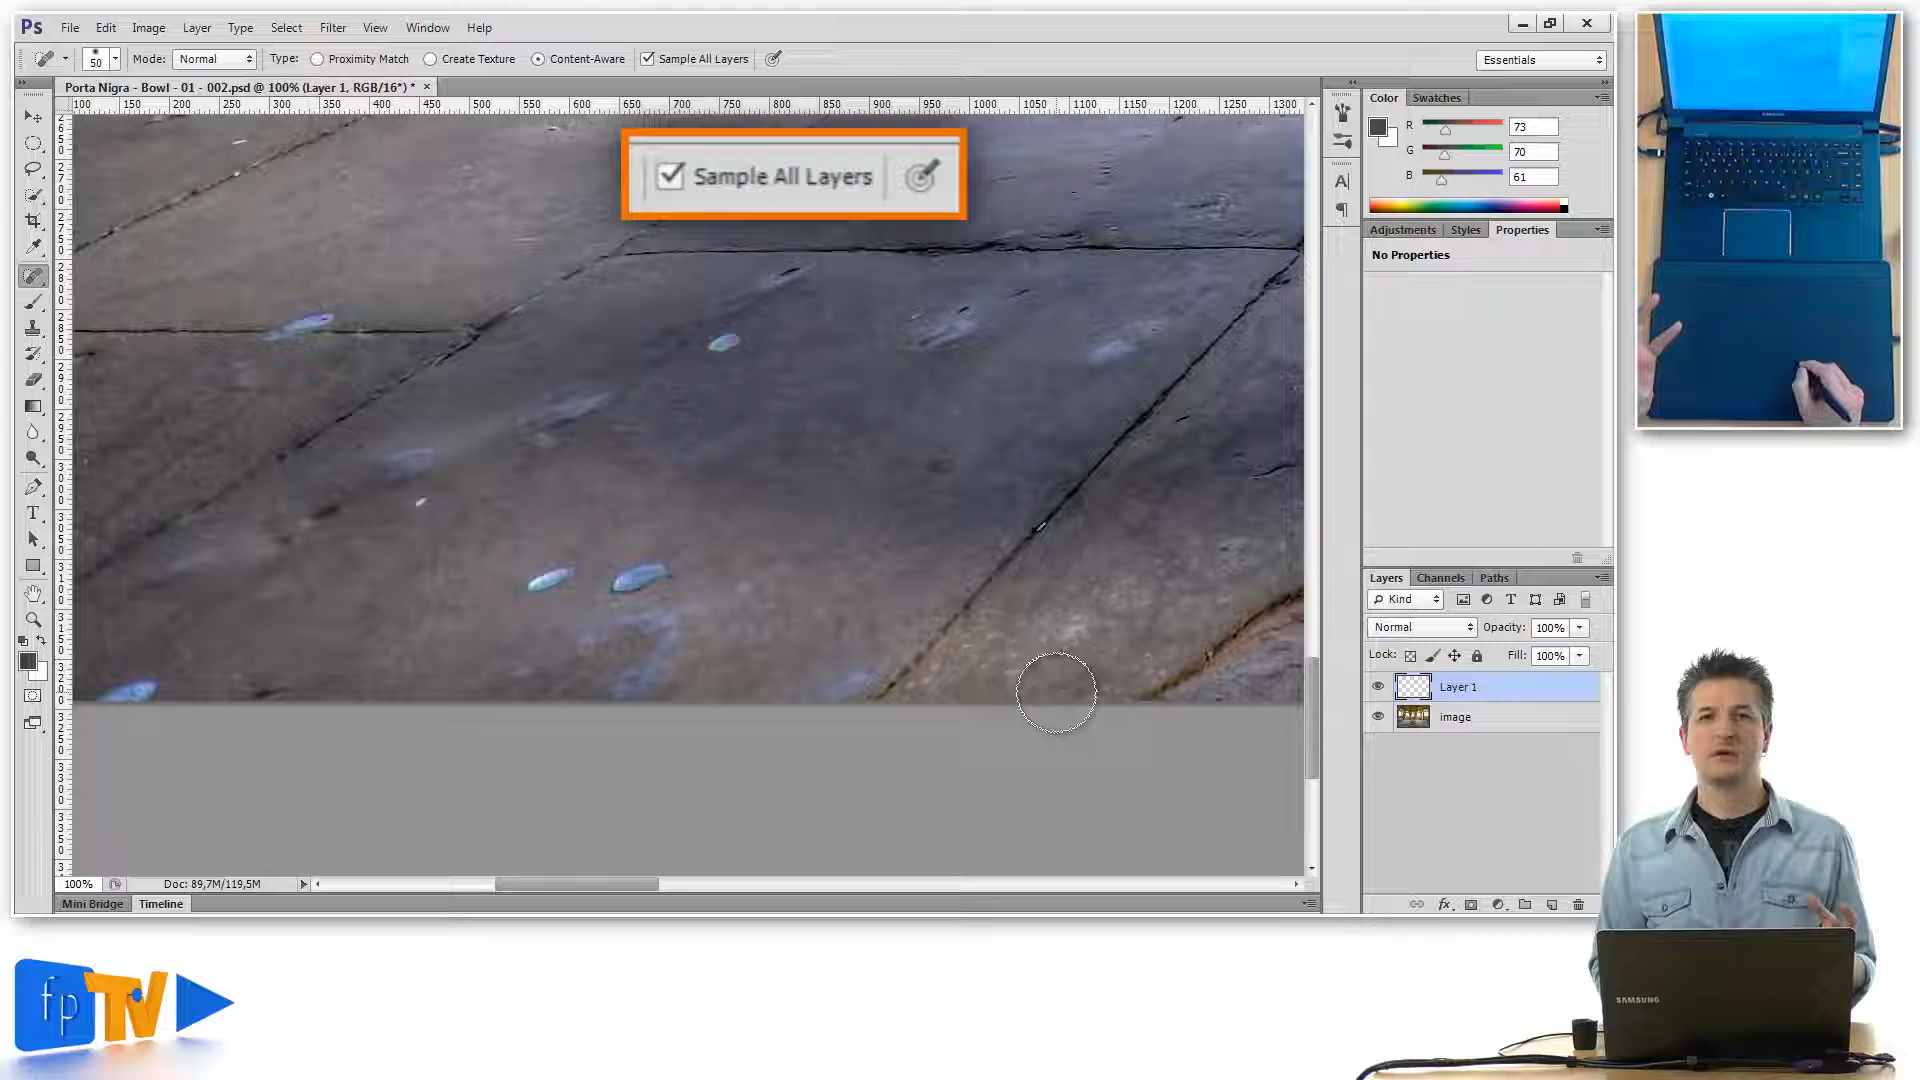 Ps File Edit Image Layer Type Select Filter View Window Help
50 Mode: Normal Type: Proximity Match Create Texture Content-Aware Sample All Layers Essentials
Porta Nigra - Bowl - 01 - 002.psd @ 100% (Layer 1, RGB/16*) * ×
100 150 200 250 300 350 400 450 500 550 600 650 700 750 800 850 900 950 1000 1050 1100 1150 1200 1250 1300
Sample All Layers
Color Swatches
R 73
G 70
B 61
Adjustments Styles Properties
No Properties
Layers Channels Paths
Kind
Normal Opacity: 100%
Lock: Fill: 100%
Layer 1
image
100% Doc: 89,7M/119,5M
Mini Bridge Timeline
fp TV
SAMSUNG